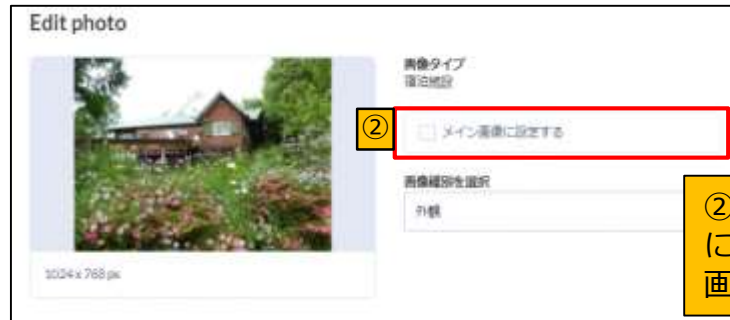 Edit photo
画像タイプ
宿泊施設
②
メイン画像に設定する
画像種別を選択
外観
1024 x 768 px
②
に
画